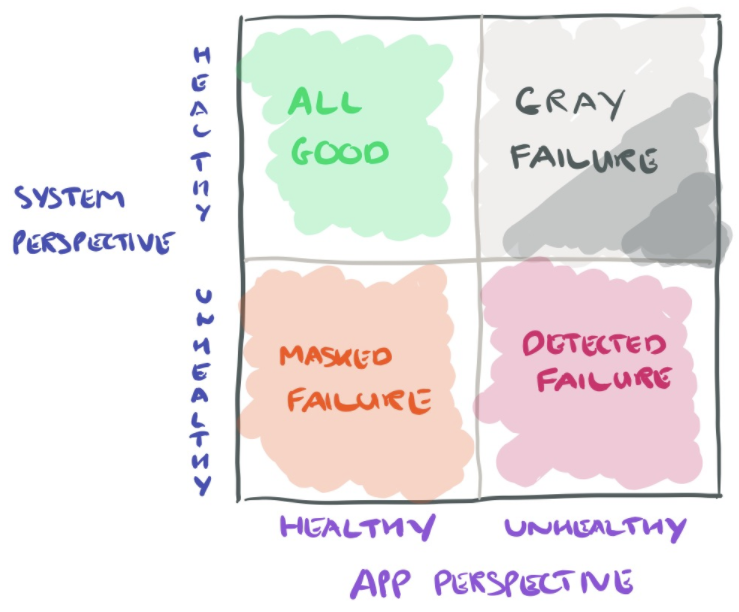 HEALTHY
ALL
GOOD
GRAY
FAILURE
SYSTEM
PERSPECTIVE
UNHEALTHY
MASKED
FAILURE
DETECTED
FAILURE
HEALTHY
UNHEALTHY
APP PERSPECTIVE